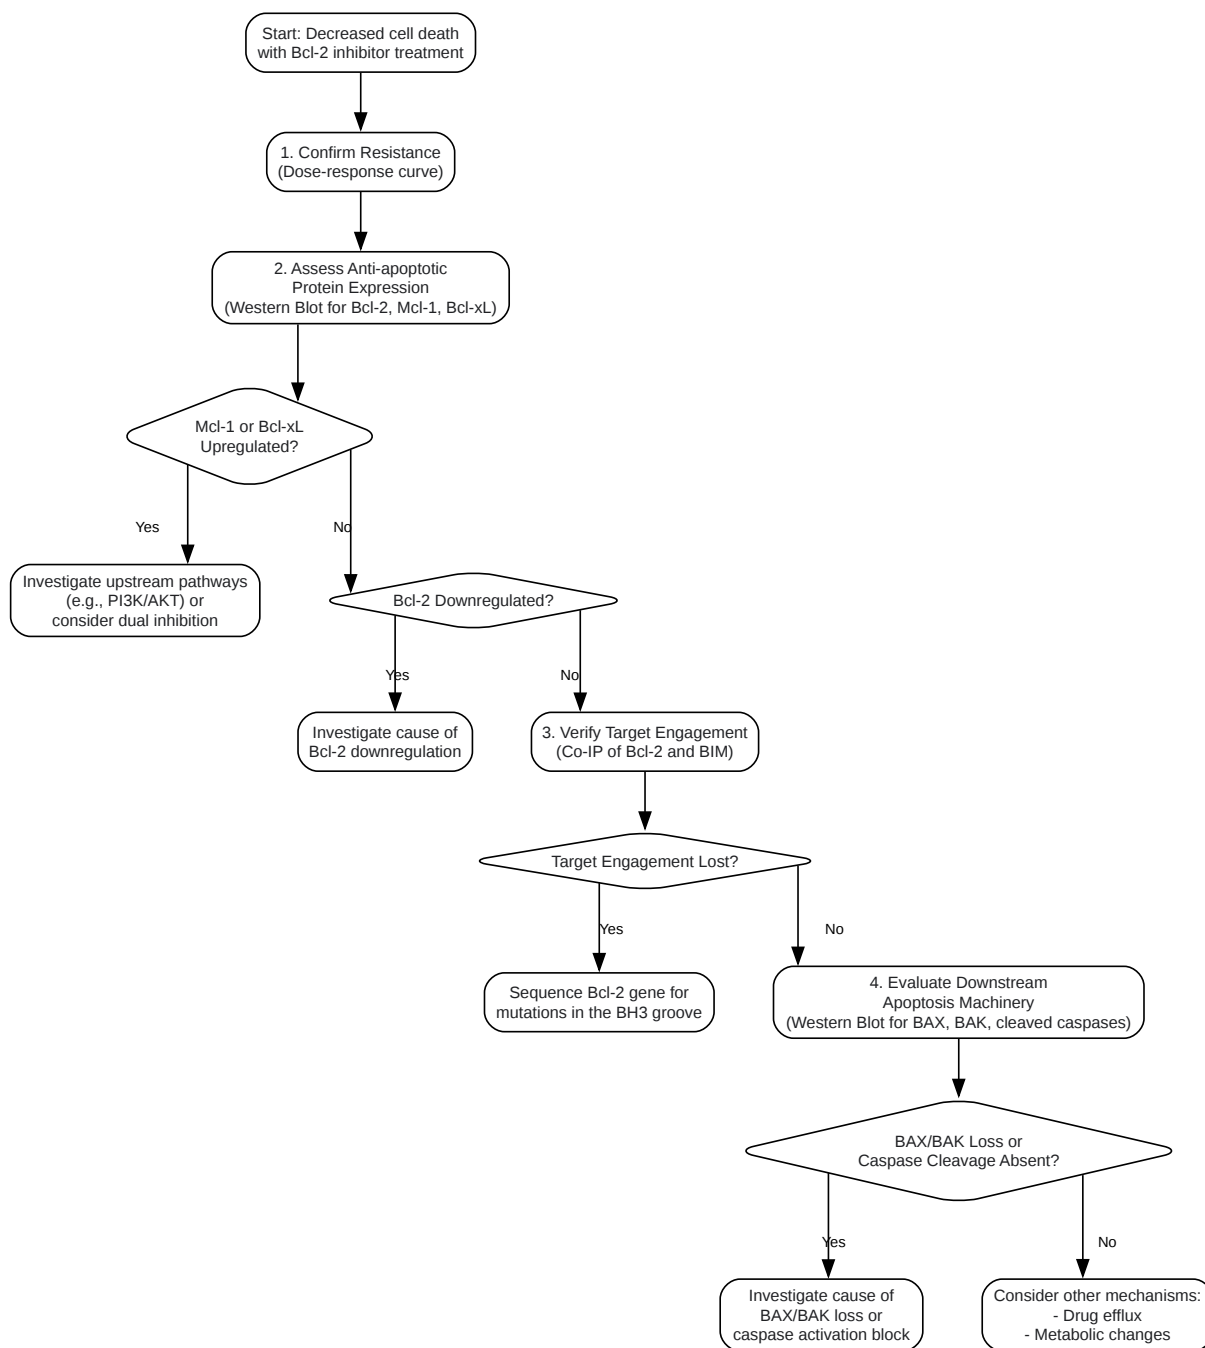 Start: Decreased cell death
with Bcl-2 inhibitor treatment
1. Confirm Resistance
(Dose-response curve)
2. Assess Anti-apoptotic
Protein Expression
(Western Blot for Bcl-2, Mcl-1, Bcl-xL)
Mcl-1 or Bcl-xL
Upregulated?
Yes
No
Investigate upstream pathways
(e.g., PI3K/AKT) or
consider dual inhibition
Bcl-2 Downregulated?
Yes
No
Investigate cause of
Bcl-2 downregulation
3. Verify Target Engagement
(Co-IP of Bcl-2 and BIM)
Target Engagement Lost?
Yes
No
Sequence Bcl-2 gene for
mutations in the BH3 groove
4. Evaluate Downstream
Apoptosis Machinery
(Western Blot for BAX, BAK, cleaved caspases)
BAX/BAK Loss or
Caspase Cleavage Absent?
Yes
No
Investigate cause of
BAX/BAK loss or
caspase activation block
Consider other mechanisms:
- Drug efflux
- Metabolic changes